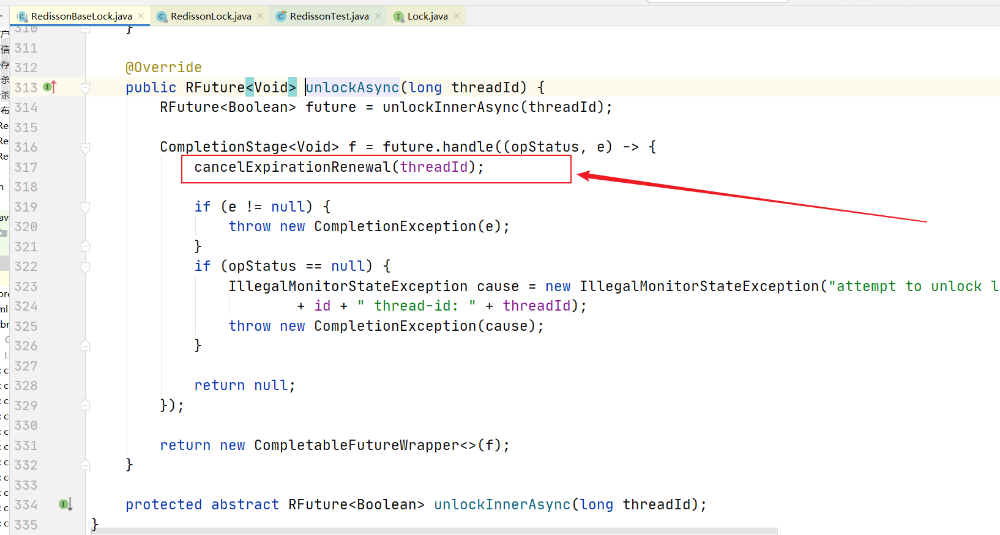 RedissonBaseLock.java RedissonLock.java RedissonTest.java Lock.java
310 }
311
312 @Override
313 public RFuture<Void> unlockAsync(long threadId) {
314 RFuture<Boolean> future = unlockInnerAsync(threadId);
315
316 CompletionStage<Void> f = future.handle((opStatus, e) -> {
317 cancelExpirationRenewal(threadId);
318
319 if (e != null) {
320 throw new CompletionException(e);
321 }
322 if (opStatus == null) {
323 IllegalMonitorStateException cause = new IllegalMonitorStateException("attempt to unlock l
324 + id + " thread-id: " + threadId);
325 throw new CompletionException(cause);
326 }
327
328 return null;
329 });
330
331 return new CompletableFutureWrapper<>(f);
332 }
333
334 protected abstract RFuture<Boolean> unlockInnerAsync(long threadId);
335 }